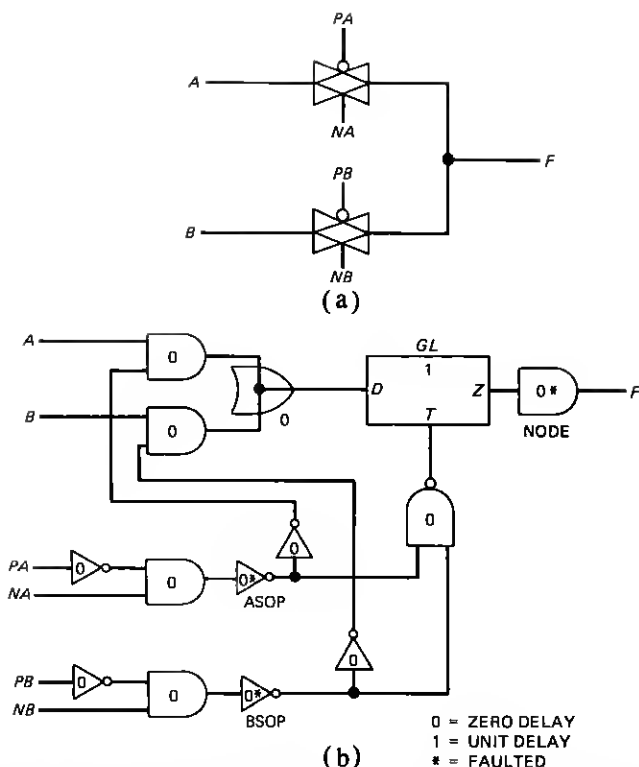 PA
A
NA
PB
F
B
NB
(a)
A
0
GL
1
D
Z
0*
F
0
B
0
T
NODE
0
0
PA
0
0
0*
NA
ASOP
0
PB
0
0
0*
NB
BSOP
0 = ZERO DELAY
1 = UNIT DELAY
* = FAULTED
(b)